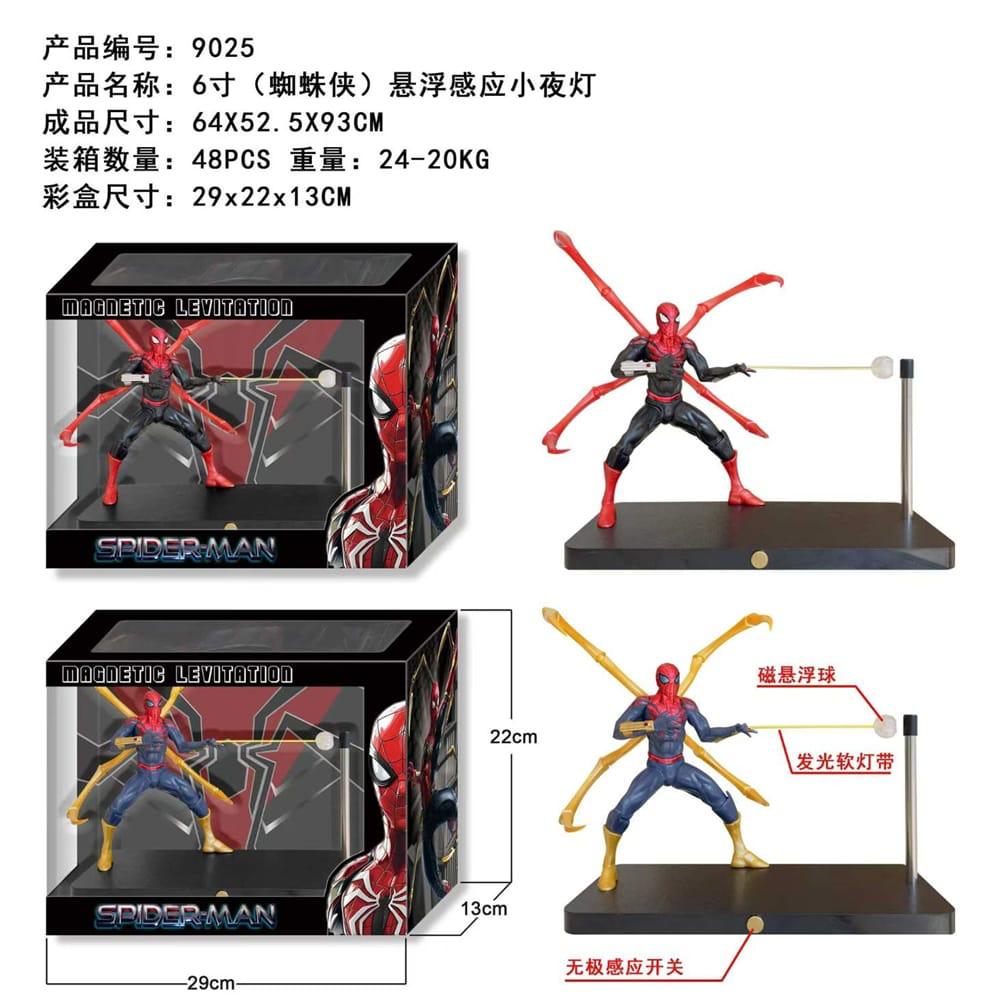 产品编号：9025
产品名称：6寸（蜘蛛侠）悬浮感应小夜灯
成品尺寸：64X52.5X93CM
装箱数量：48PCS 重量：24-20KG
彩盒尺寸：29x22x13CM
MAGNETIC LEVITATION
SPIDER-MAN
MAGNETIC LEVITATION
SPIDER-MAN
22cm
13cm
29cm
磁悬浮球
发光软灯带
无极感应开关